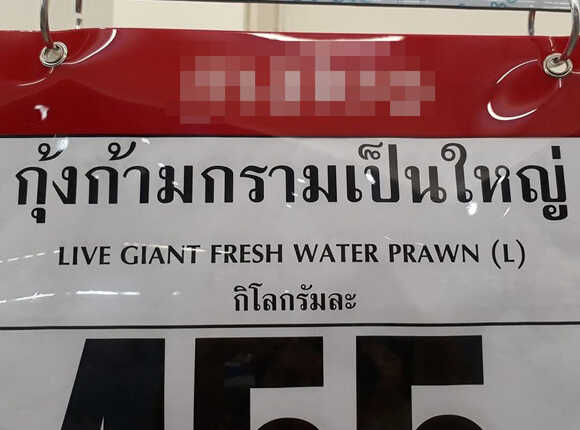 กุ้งก้ามกรามเป็นใหญ่
LIVE GIANT FRESH WATER PRAWN (L)
กิโลกรัมละ
455